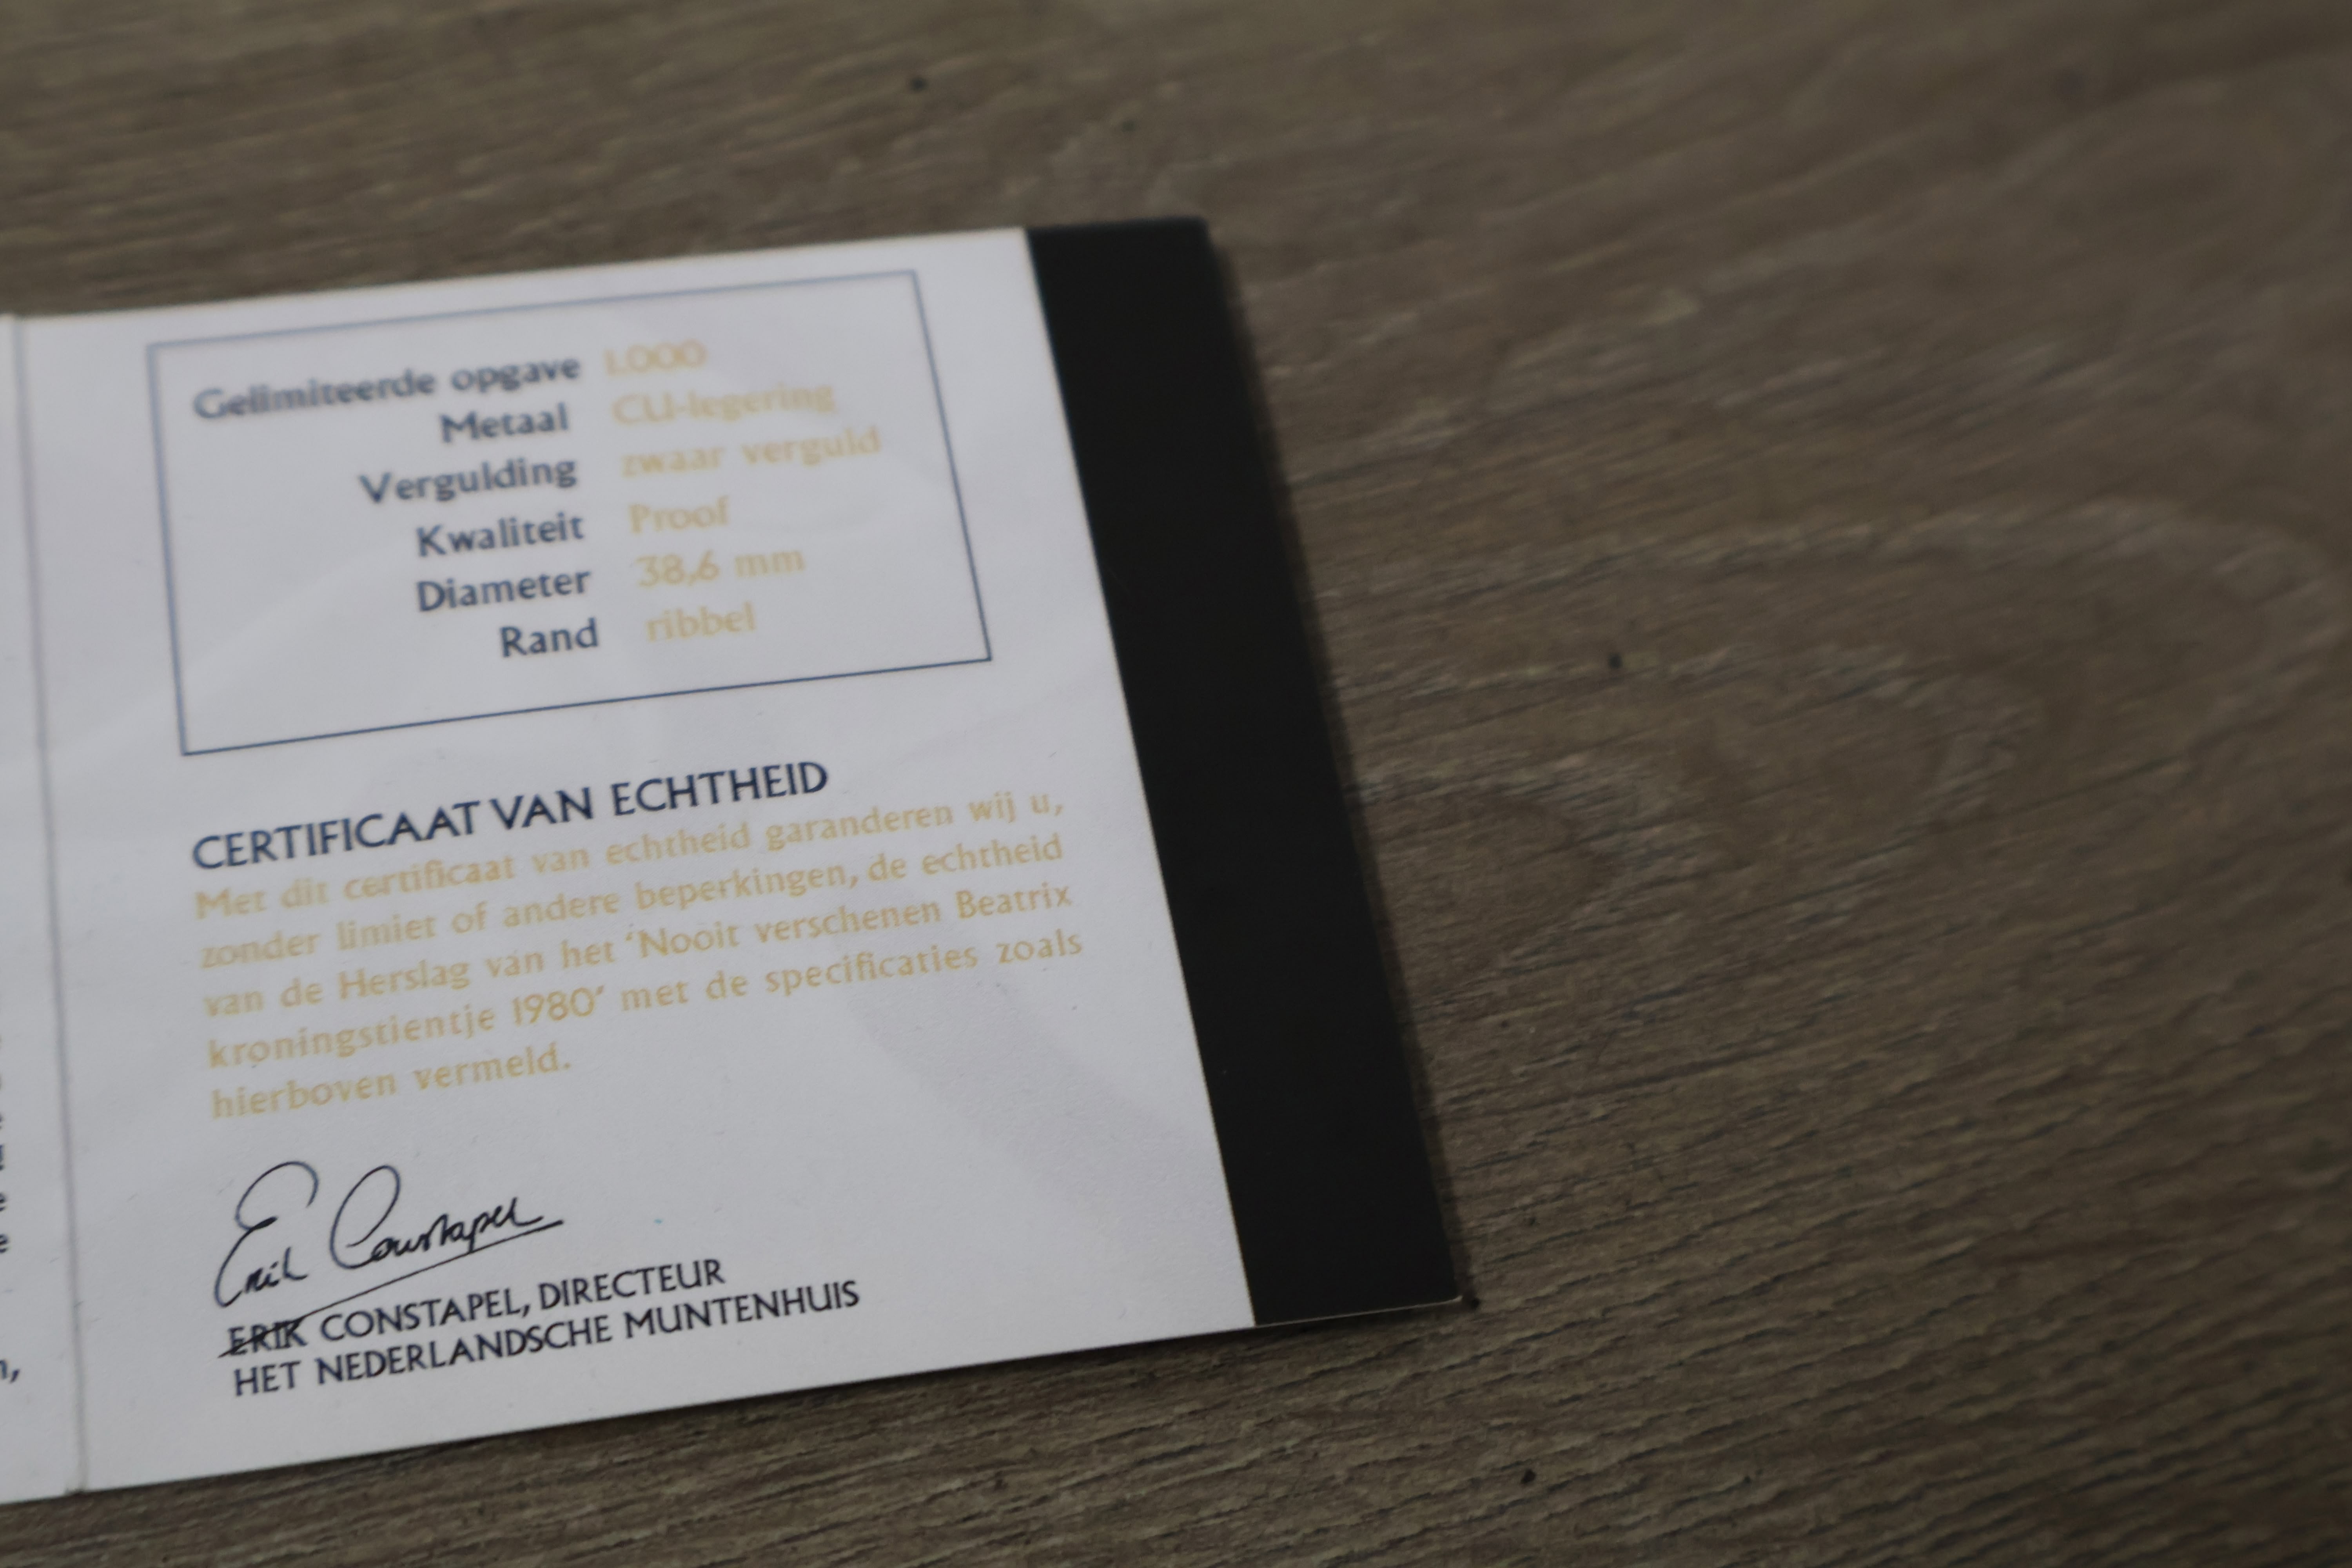 Gelimiteerde opgave 1.000
Metaal CU-legering
Vergulding zwaar verguld
Kwaliteit Proof
Diameter 38,6 mm
Rand ribbel
CERTIFICAAT VAN ECHTHEID
Met dit certificaat van echtheid garanderen wij u,
zonder limiet of andere beperkingen, de echtheid
van de Herslag van het ‘Nooit verschenen Beatrix
kroningstientje 1980’ met de specificaties zoals
hierboven vermeld.
Erik Constapel
ERIK CONSTAPEL, DIRECTEUR
HET NEDERLANDSCHE MUNTENHUIS